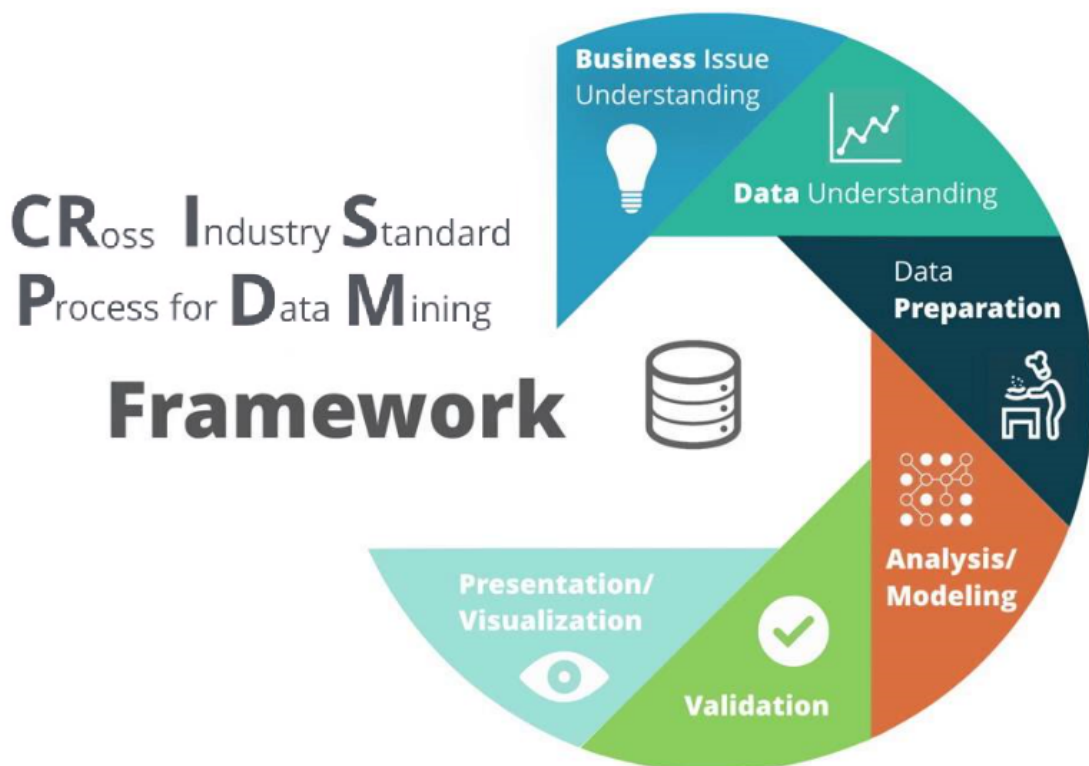 CRoss Industry Standard
Process for Data Mining
Framework
Business Issue
Understanding
Data Understanding
Data
Preparation
Analysis/
Modeling
Validation
Presentation/
Visualization